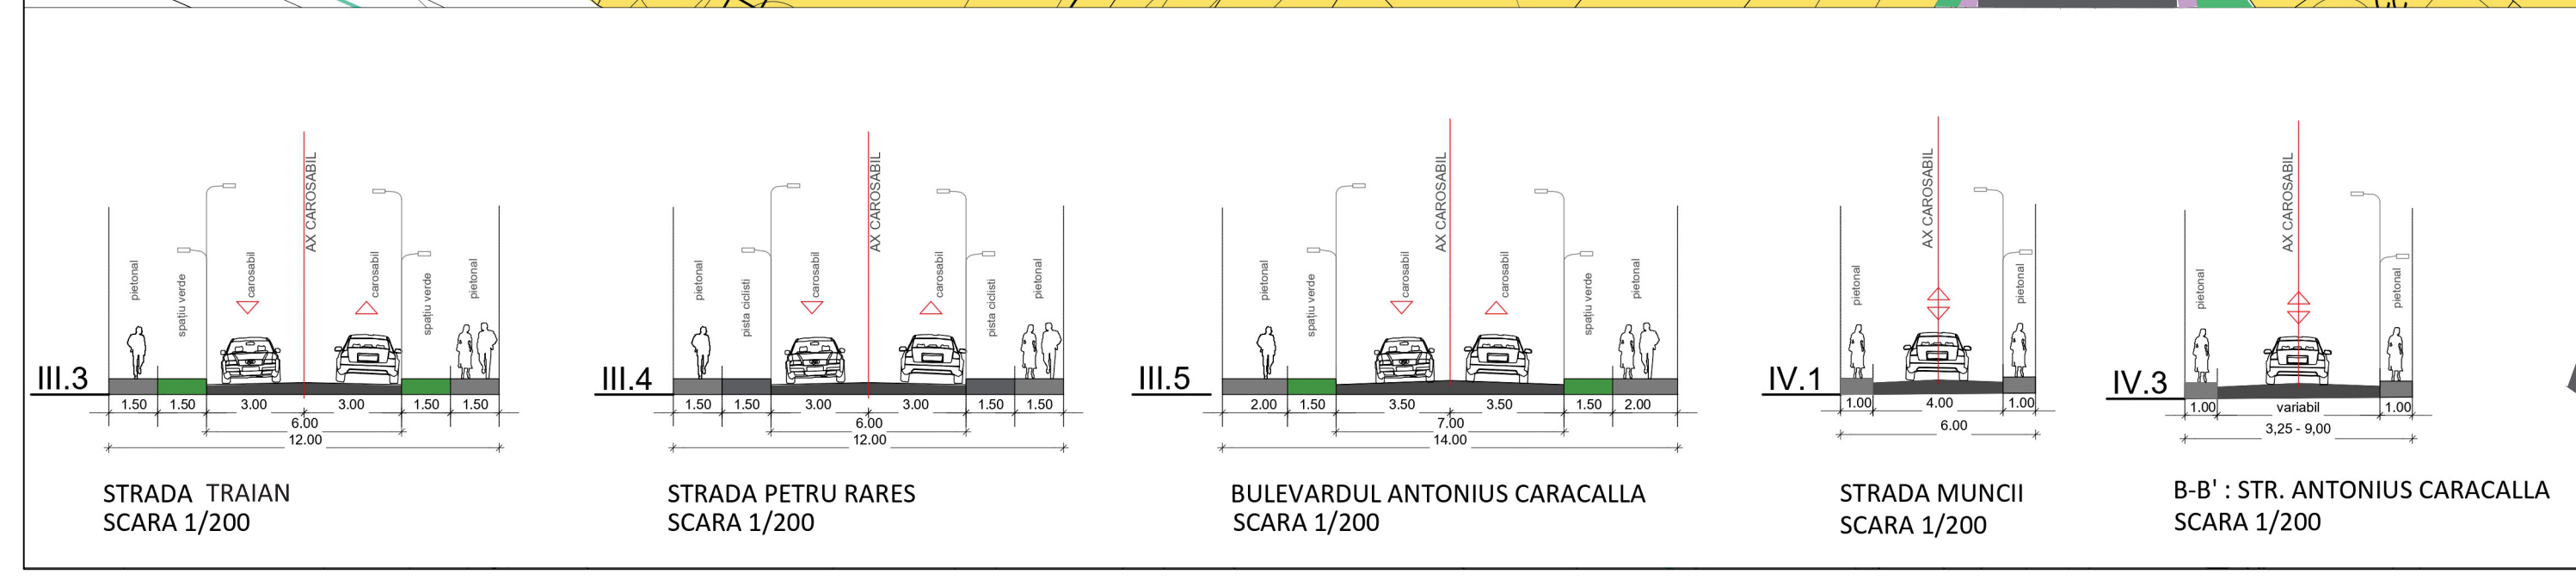 AX CAROSABIL
pietonal
spațiu verde
carosabil
carosabil
spațiu verde
pietonal
III.3
1.50 1.50 3.00 3.00 1.50 1.50
6.00
12.00
STRADA TRAIAN
SCARA 1/200
AX CAROSABIL
pietonal
pista ciclisti
carosabil
carosabil
pista ciclisti
pietonal
III.4
1.50 1.50 3.00 3.00 1.50 1.50
6.00
12.00
STRADA PETRU RARES
SCARA 1/200
AX CAROSABIL
pietonal
spațiu verde
carosabil
carosabil
spațiu verde
pietonal
III.5
2.00 1.50 3.50 3.50 1.50 2.00
7.00
14.00
BULEVARDUL ANTONIUS CARACALLA
SCARA 1/200
AX CAROSABIL
pietonal
pietonal
IV.1
1.00 4.00 1.00
6.00
STRADA MUNCII
SCARA 1/200
AX CAROSABIL
pietonal
pietonal
IV.3
1.00 variabil 1.00
3,25 - 9,00
B-B' : STR. ANTONIUS CARACALLA
SCARA 1/200